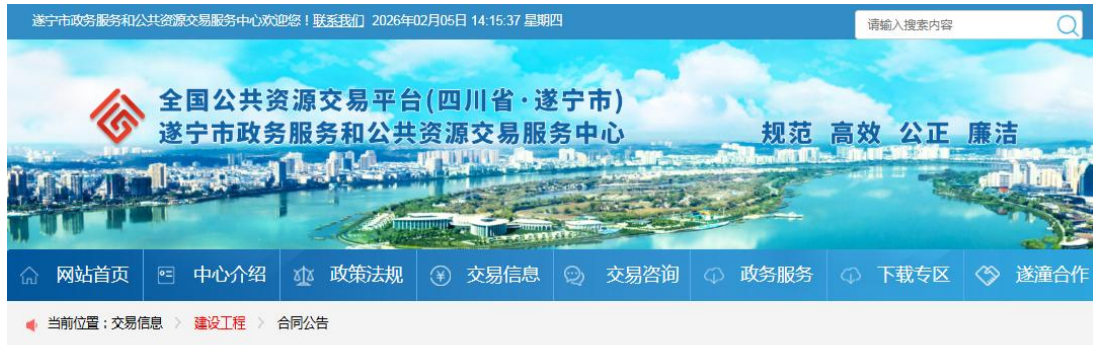 遂宁市政务服务和公共资源交易服务中心欢迎您！联系我们 2026年02月05日 14:15:37 星期四
请输入搜索内容
全国公共资源交易平台(四川省·遂宁市)
遂宁市政务服务和公共资源交易服务中心
规范 高效 公正 廉洁
网站首页 中心介绍 政策法规 交易信息 交易咨询 政务服务 下载专区 遂潼合作
当前位置：交易信息 > 建设工程 > 合同公告